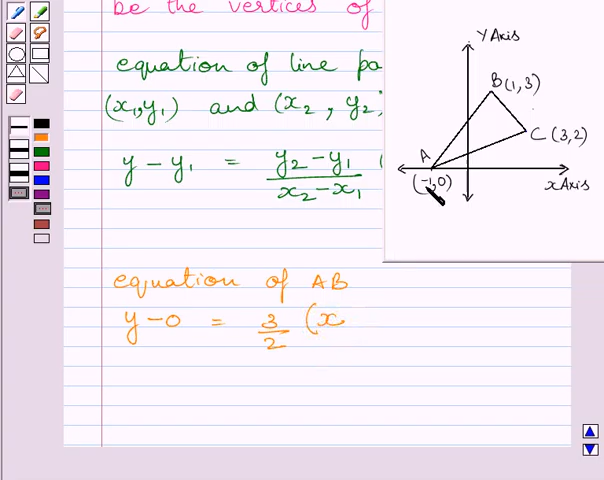 be the vertices of
equation of line pa
(x₁,y₁) and (x₂, y₂)
y - y₁ = y₂-y₁/x₂-x₁ (
equation of AB
y-0 = 3/2 (x
Y Axis
B(1, 3)
C (3, 2)
A
(-1,0)
x Axis